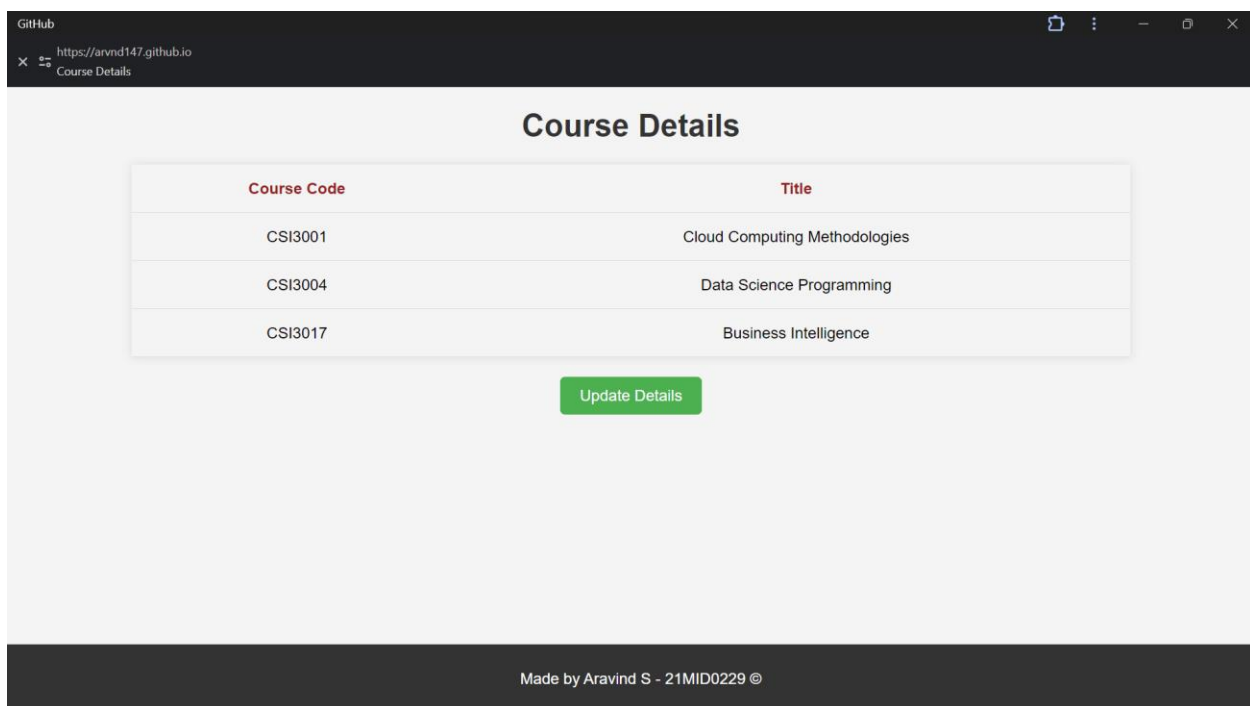 GitHub
https://arvnd147.github.io
Course Details
Course Details
Course Code Title
CSI3001 Cloud Computing Methodologies
CSI3004 Data Science Programming
CSI3017 Business Intelligence
Update Details
Made by Aravind S - 21MID0229 ©